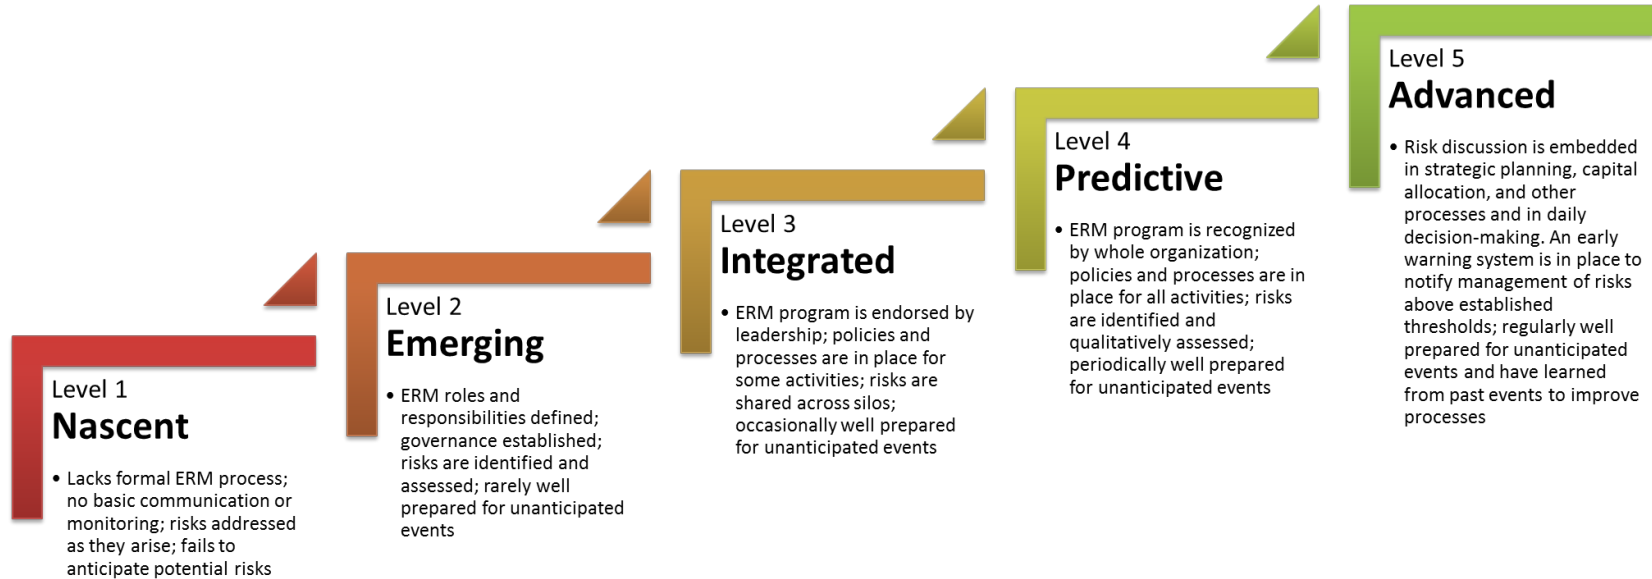 Level 1
Nascent
• Lacks formal ERM process;
no basic communication or
monitoring; risks addressed
as they arise; fails to
anticipate potential risks
Level 2
Emerging
• ERM roles and
responsibilities defined;
governance established;
risks are identified and
assessed; rarely well
prepared for unanticipated
events
Level 3
Integrated
• ERM program is endorsed by
leadership; policies and
processes are in place for
some activities; risks are
shared across silos;
occasionally well prepared
for unanticipated events
Level 4
Predictive
• ERM program is recognized
by whole organization;
policies and processes are in
place for all activities; risks
are identified and
qualitatively assessed;
periodically well prepared
for unanticipated events
Level 5
Advanced
• Risk discussion is embedded
in strategic planning, capital
allocation, and other
processes and in daily
decision-making. An early
warning system is in place to
notify management of risks
above established
thresholds; regularly well
prepared for unanticipated
events and have learned
from past events to improve
processes